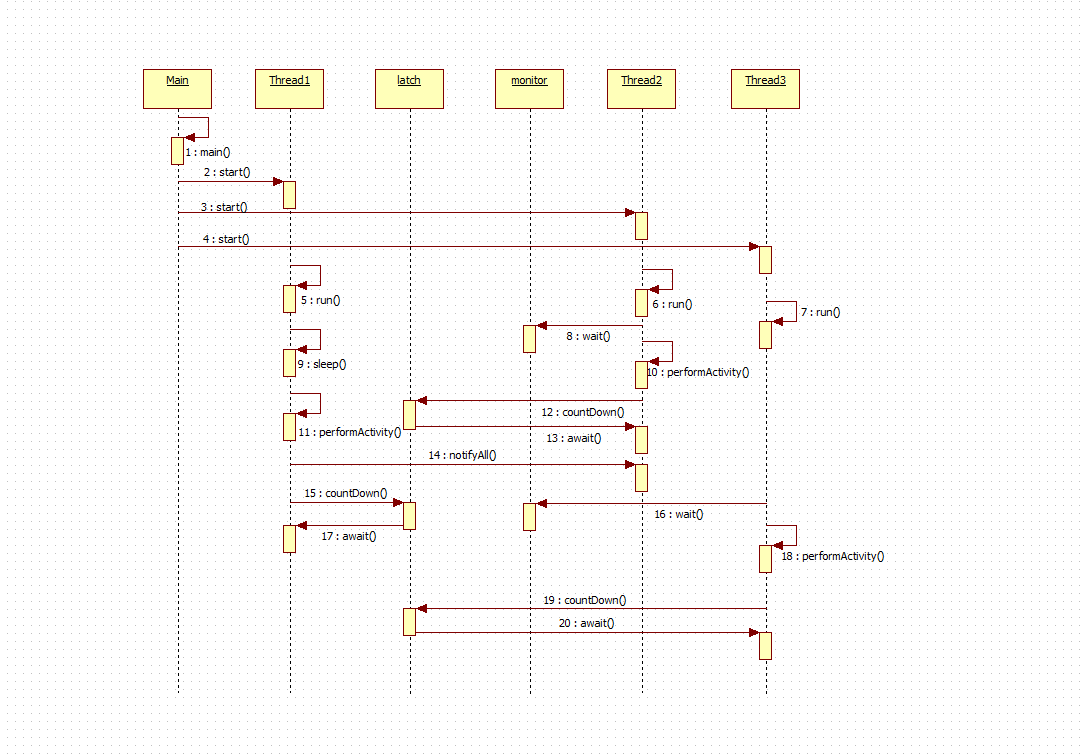 Main
Thread1
latch
monitor
Thread2
Thread3
1 : main()
2 : start()
3 : start()
4 : start()
5 : run()
6 : run()
7 : run()
8 : wait()
9 : sleep()
10 : performActivity()
11 : performActivity()
12 : countDown()
13 : await()
14 : notifyAll()
15 : countDown()
16 : wait()
17 : await()
18 : performActivity()
19 : countDown()
20 : await()